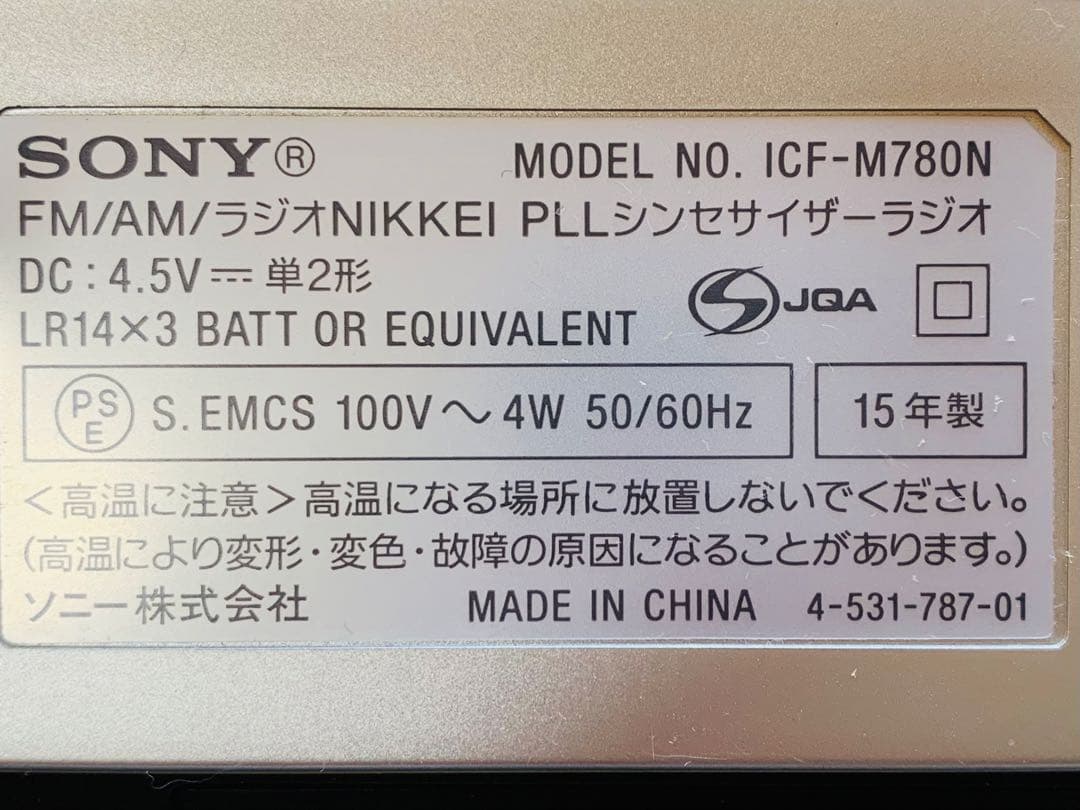 SONY® MODEL NO. ICF-M780N
FM/AM/ラジオNIKKEI PLLシンセサイザーラジオ
DC : 4.5V⎓単2形
LR14×3 BATT OR EQUIVALENT
JQA
PS E S. EMCS 100V～4W 50/60Hz 15年製
＜高温に注意＞高温になる場所に放置しないでください。
(高温により変形・変色・故障の原因になることがあります。)
ソニー株式会社 MADE IN CHINA 4-531-787-01